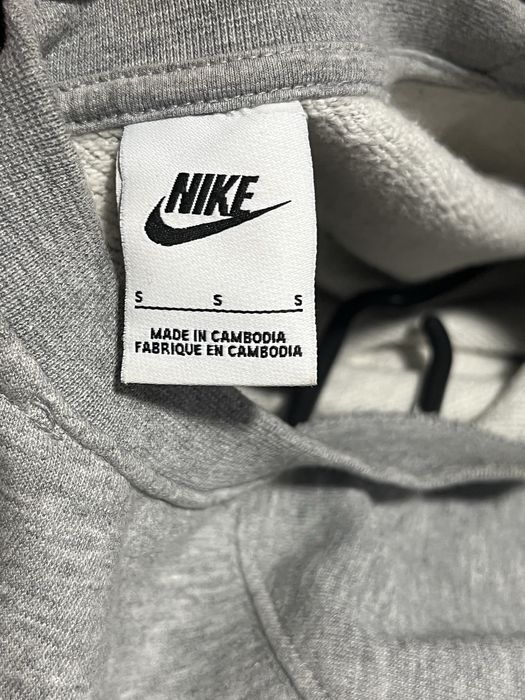 NIKE
S S S
MADE IN CAMBODIA
FABRIQUE EN CAMBODIA